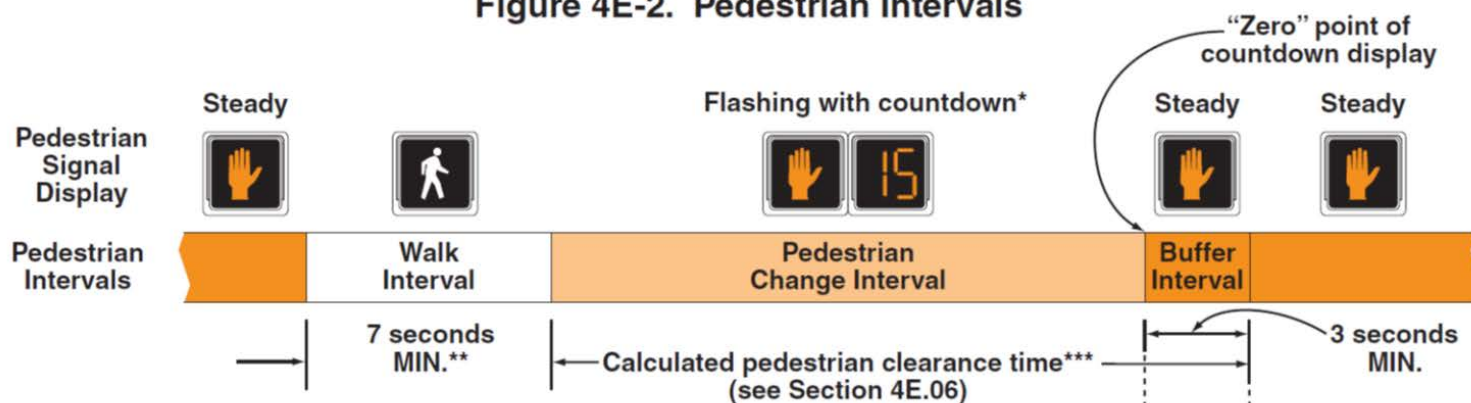 Figure 4E-2. Pedestrian Intervals
"Zero" point of
countdown display
Steady
Flashing with countdown*
Steady
Steady
Pedestrian
Signal
Display
15
Pedestrian
Intervals
Walk
Interval
Pedestrian
Change Interval
Buffer
Interval
7 seconds
MIN.**
Calculated pedestrian clearance time***
(see Section 4E.06)
3 seconds
MIN.